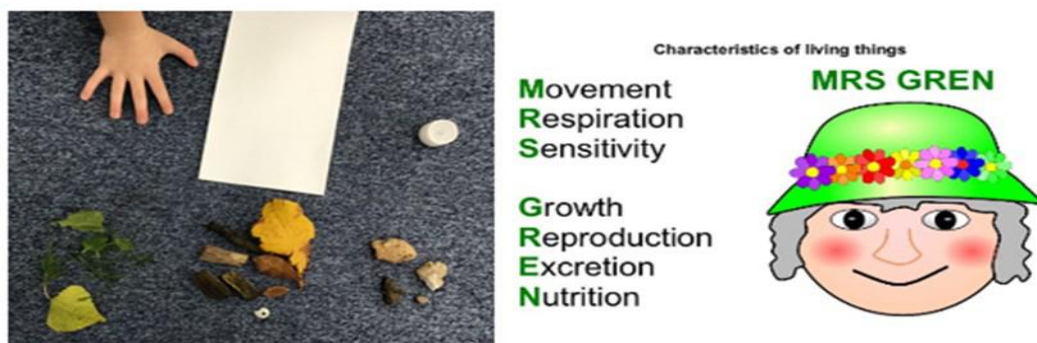 Characteristics of living things
MRS GREN
Movement
Respiration
Sensitivity
Growth
Reproduction
Excretion
Nutrition